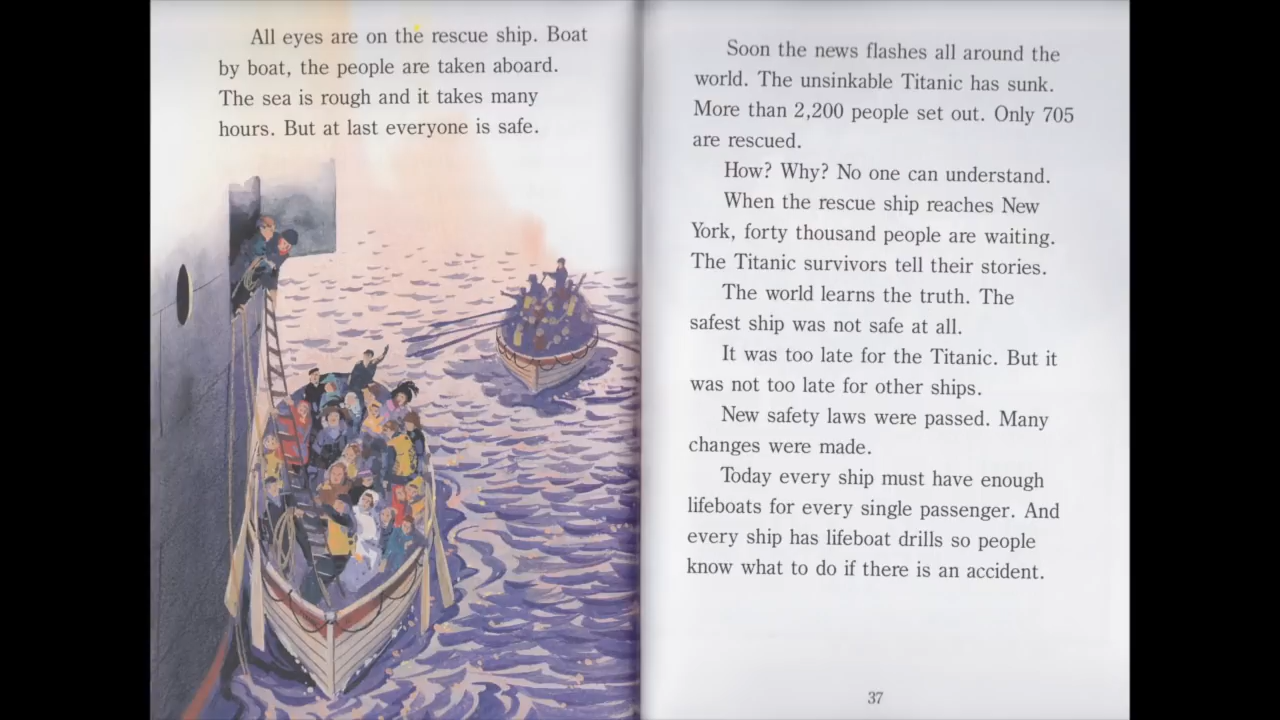 All eyes are on the rescue ship. Boat
by boat, the people are taken aboard.
The sea is rough and it takes many
hours. But at last everyone is safe.
Soon the news flashes all around the
world. The unsinkable Titanic has sunk.
More than 2,200 people set out. Only 705
are rescued.
How? Why? No one can understand.
When the rescue ship reaches New
York, forty thousand people are waiting.
The Titanic survivors tell their stories.
The world learns the truth. The
safest ship was not safe at all.
It was too late for the Titanic. But it
was not too late for other ships.
New safety laws were passed. Many
changes were made.
Today every ship must have enough
lifeboats for every single passenger. And
every ship has lifeboat drills so people
know what to do if there is an accident.
37